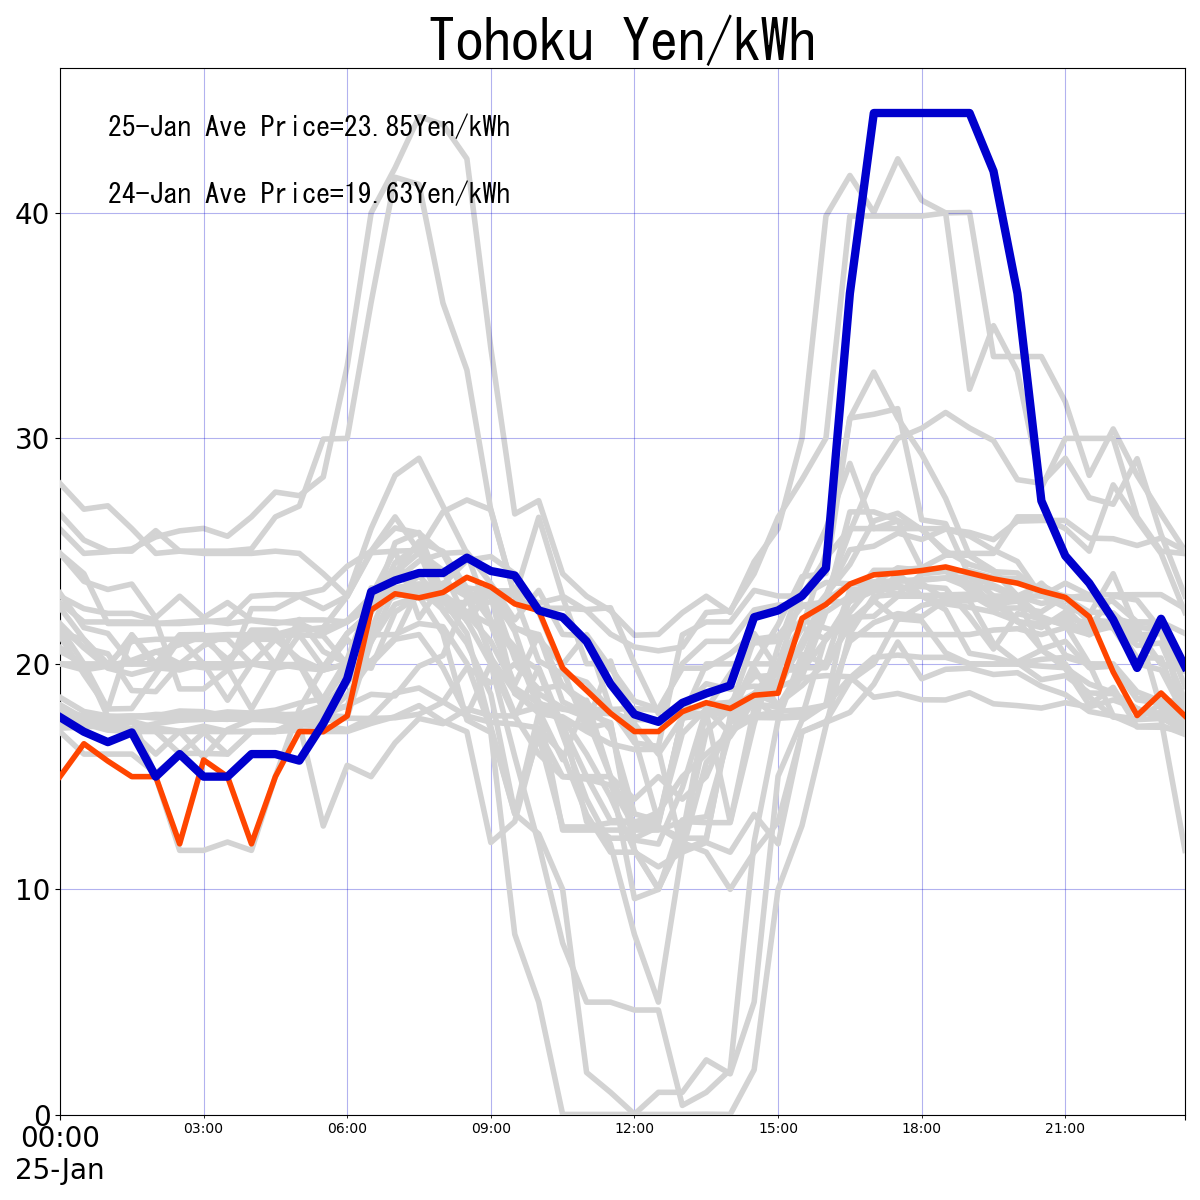 Tohoku Yen/kWh
25-Jan Ave Price=23.85Yen/kWh
24-Jan Ave Price=19.63Yen/kWh
40
30
20
10
0
00:00 03:00 06:00 09:00 12:00 15:00 18:00 21:00
25-Jan